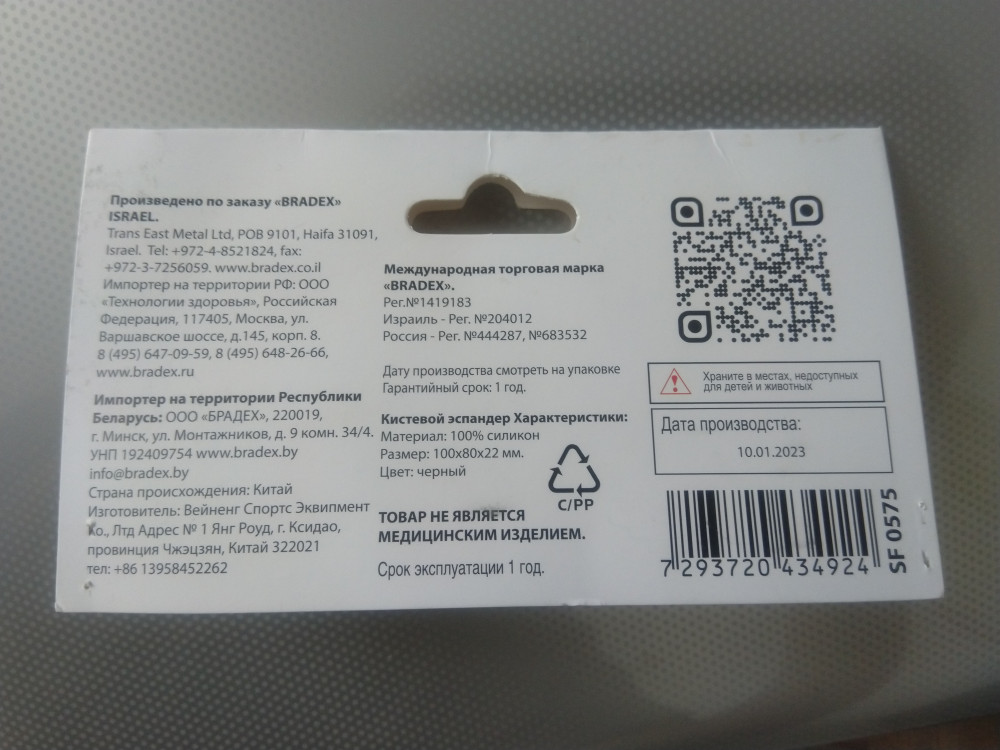 Произведено по заказу «BRADEX»
ISRAEL.
Trans East Metal Ltd, POB 9101, Haifa 31091,
Israel. Tel: +972-4-8521824, fax:
+972-3-7256059. www.bradex.co.il
Импортер на территории РФ: ООО
«Технологии здоровья», Российская
Федерация, 117405, Москва, ул.
Варшавское шоссе, д.145, корп. 8.
8 (495) 647-09-59, 8 (495) 648-26-66,
www.bradex.ru
Импортер на территории Республики
Беларусь: ООО «БРАДЕХ», 220019,
г. Минск, ул. Монтажников, д. 9 комн. 34/4.
УНП 192409754 www.bradex.by
info@bradex.by
Страна происхождения: Китай
Изготовитель: Вейненг Спортс Эквипмент
Ко., Лтд Адрес № 1 Янг Роуд, г. Ксидао,
провинция Чжэцзян, Китай 322021
тел: +86 13958452262
Международная торговая марка
«BRADEX».
Рег.№1419183
Израиль - Рег. №204012
Россия - Рег. №444287, №683532
Дату производства смотреть на упаковке
Гарантийный срок: 1 год.
Кистевой эспандер Характеристики:
Материал: 100% силикон
Размер: 100х80х22 мм.
Цвет: черный
C/PP
ТОВАР НЕ ЯВЛЯЕТСЯ
МЕДИЦИНСКИМ ИЗДЕЛИЕМ.
Срок эксплуатации 1 год.
Храните в местах, недоступных
для детей и животных
Дата производства:
10.01.2023
7 293720 434924
SF 0575